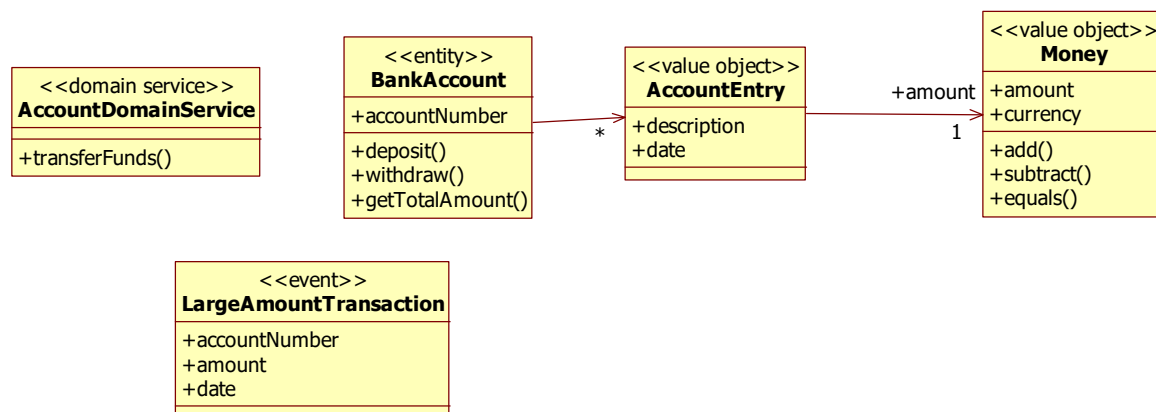 <<domain service>>
AccountDomainService
+transferFunds()
<<entity>>
BankAccount
+accountNumber
+deposit()
+withdraw()
+getTotalAmount()
*
<<value object>>
AccountEntry
+description
+date
+amount
1
<<value object>>
Money
+amount
+currency
+add()
+subtract()
+equals()
<<event>>
LargeAmountTransaction
+accountNumber
+amount
+date